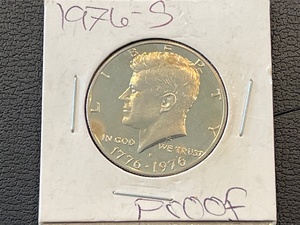 1976-S
LIBERTY
IN GOD WE TRUST
1776-1976
Proof